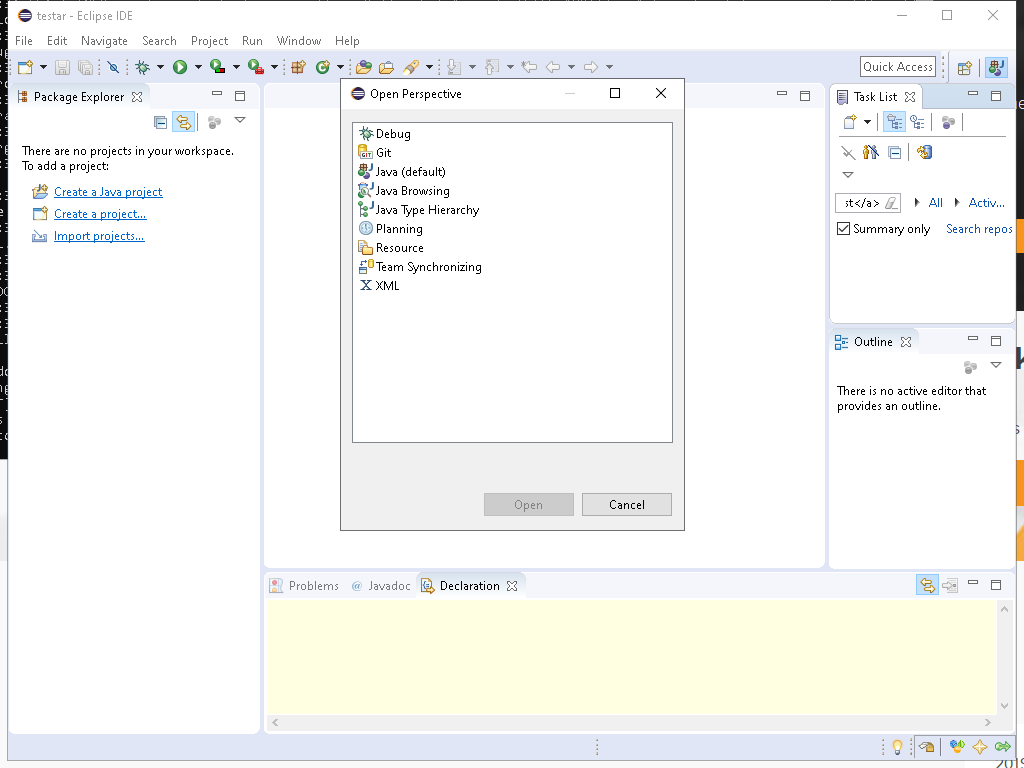 testar - Eclipse IDE
File Edit Navigate Search Project Run Window Help
Quick Access
Package Explorer
There are no projects in your workspace.
To add a project:
Create a Java project
Create a project...
Import projects...
Open Perspective
Debug
GIT Git
Java (default)
Java Browsing
Java Type Hierarchy
Planning
Resource
Team Synchronizing
XML
Open Cancel
Task List
st</a> All Activ...
Summary only Search repos
Outline
There is no active editor that
provides an outline.
Problems @ Javadoc Declaration